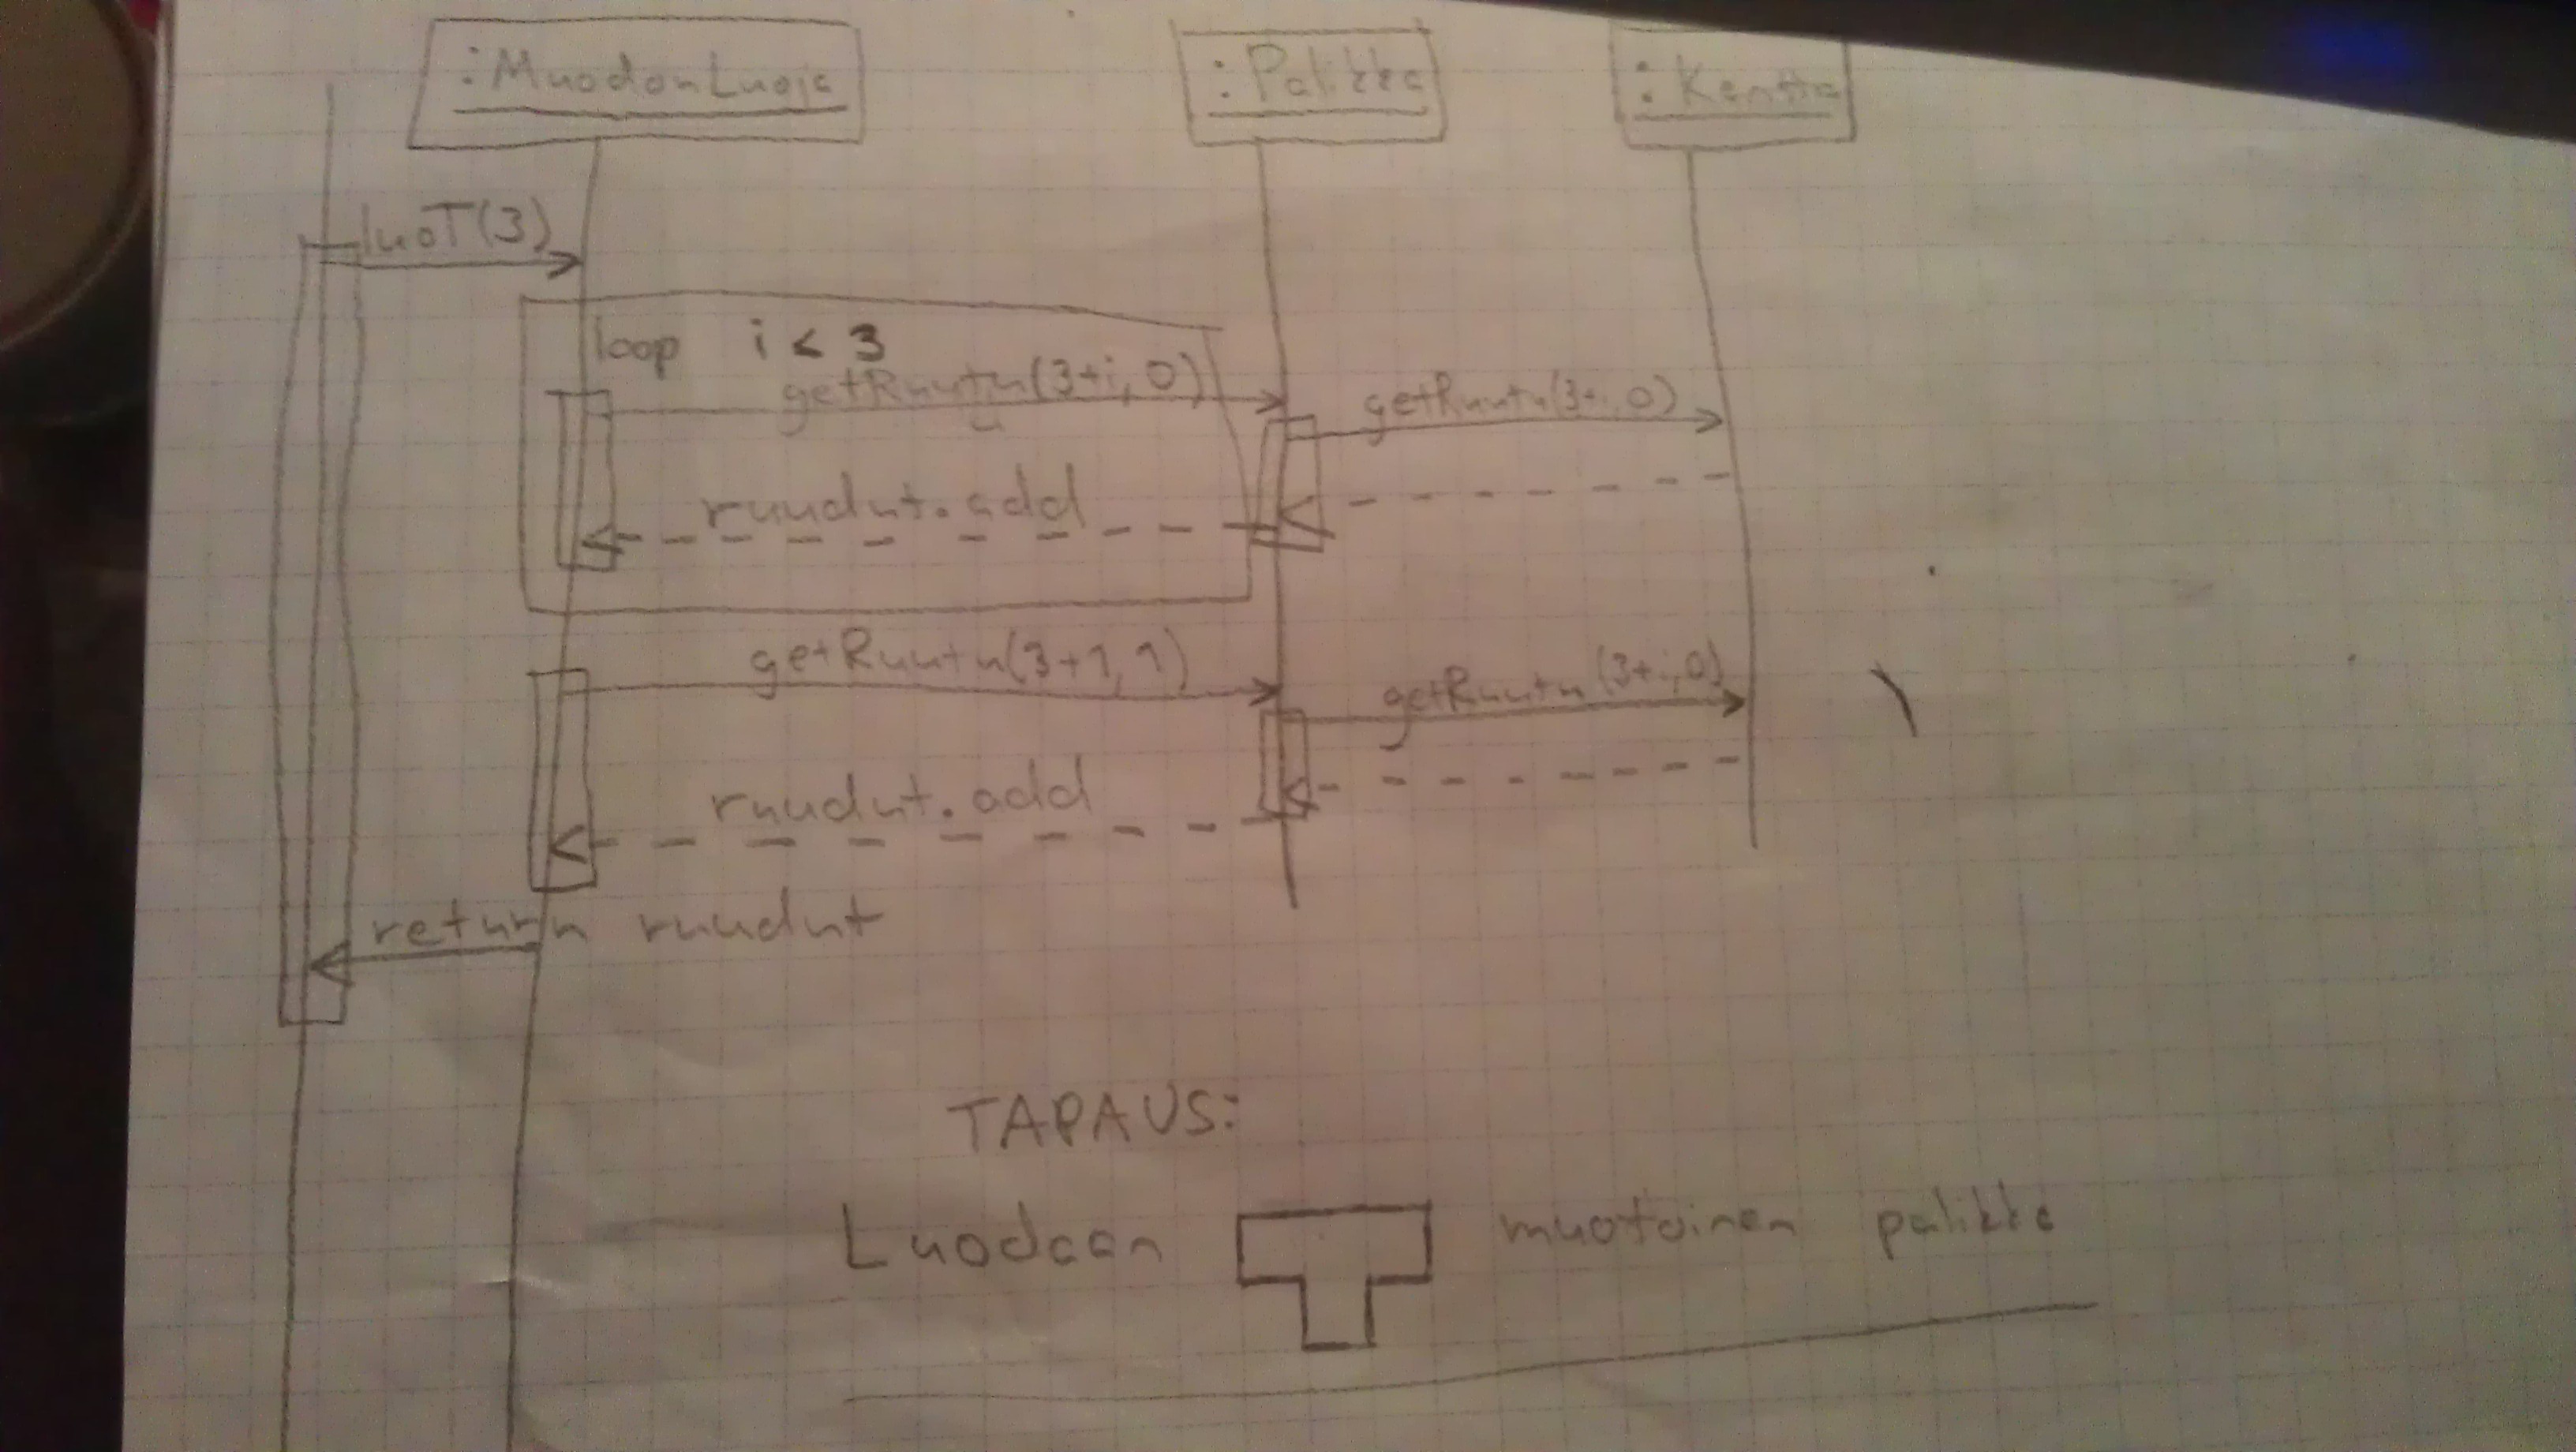 :MuodonLuoja :Palikka :Kenttä
luoT(3)
loop i < 3
getRuutu(3+i, 0) getRuutu(3+i, 0)
ruudut.add
getRuutu(3+1, 1) getRuutu(3+i, 0)
ruudut.add
return ruudut
TAPAUS:
Luodaan muotoinen palikka